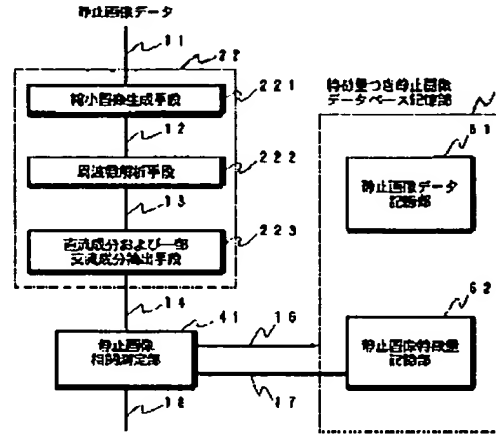 静止画像データ
11
22
縮小画像生成手段
221
12
周波数解析手段
222
13
直流成分および一部
交流成分抽出手段
223
14
静止画像
相関測定部
41
16
17
18
特徴量つき静止画像
データベース記憶部
静止画像データ
記憶部
61
静止画像特徴量
記憶部
62